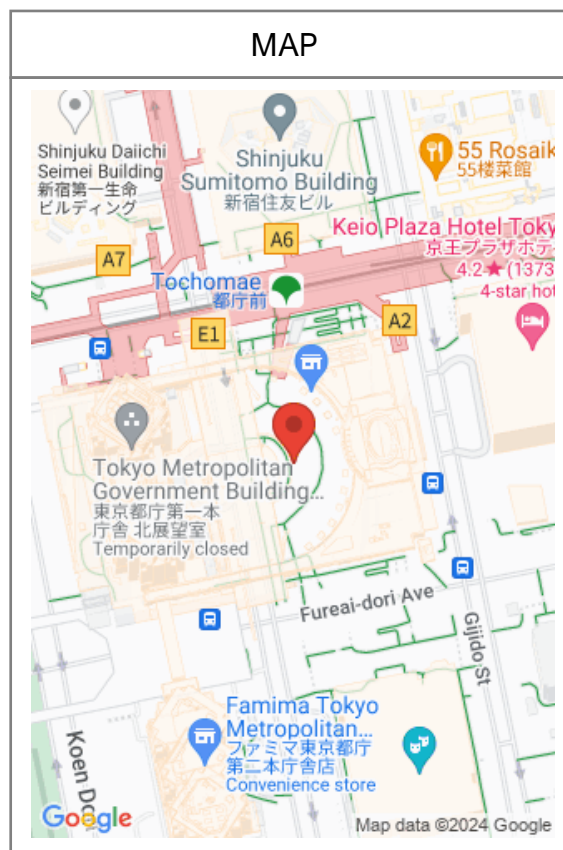 MAP
Shinjuku Daiichi
Seimei Building
新宿第一生命
ビルディング
Shinjuku
Sumitomo Building
新宿住友ビル
55 Rosaik
55楼菜館
Keio Plaza Hotel Toky
京王プラザホテ
4.2★(1373
4-star hot
A6
A7
Tochomae
都庁前
E1
A2
Tokyo Metropolitan
Government Building...
東京都庁第一本
庁舎 北展望室
Temporarily closed
Fureai-dori Ave
Gijido St
Koen Dori
Famima Tokyo
Metropolitan...
ファミマ東京都庁
第二本庁舎店
Convenience store
Google
Map data ©2024 Google